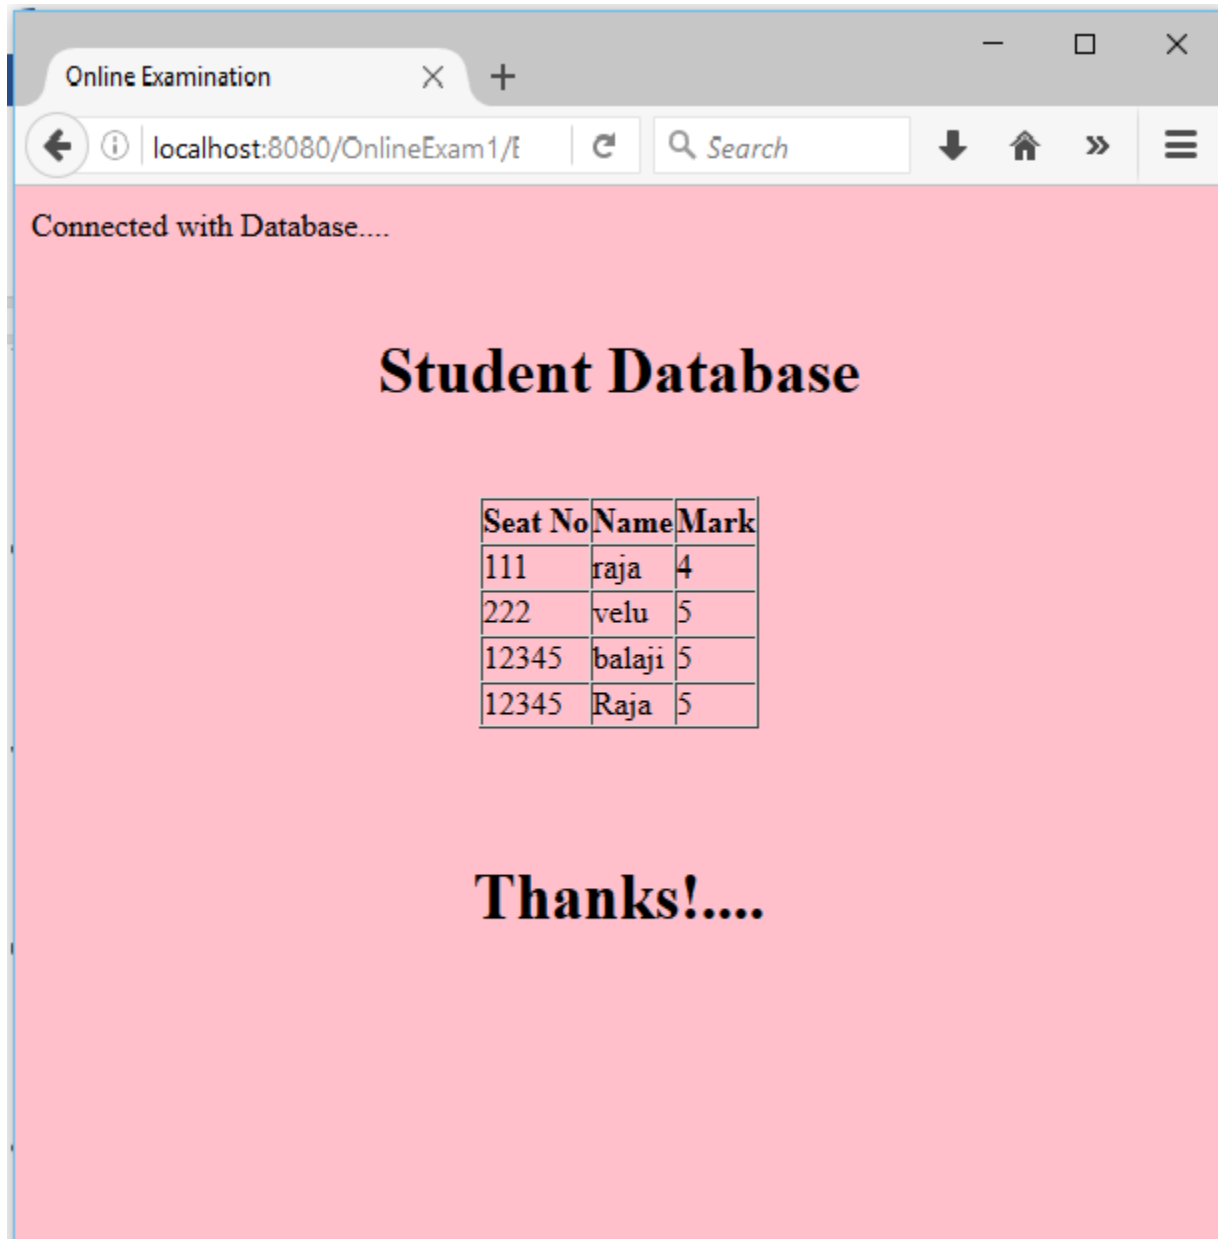 Online Examination
localhost:8080/OnlineExam1/E
Search
Connected with Database....
Student Database
Seat No Name Mark
111 raja 4
222 velu 5
12345 balaji 5
12345 Raja 5
Thanks!....